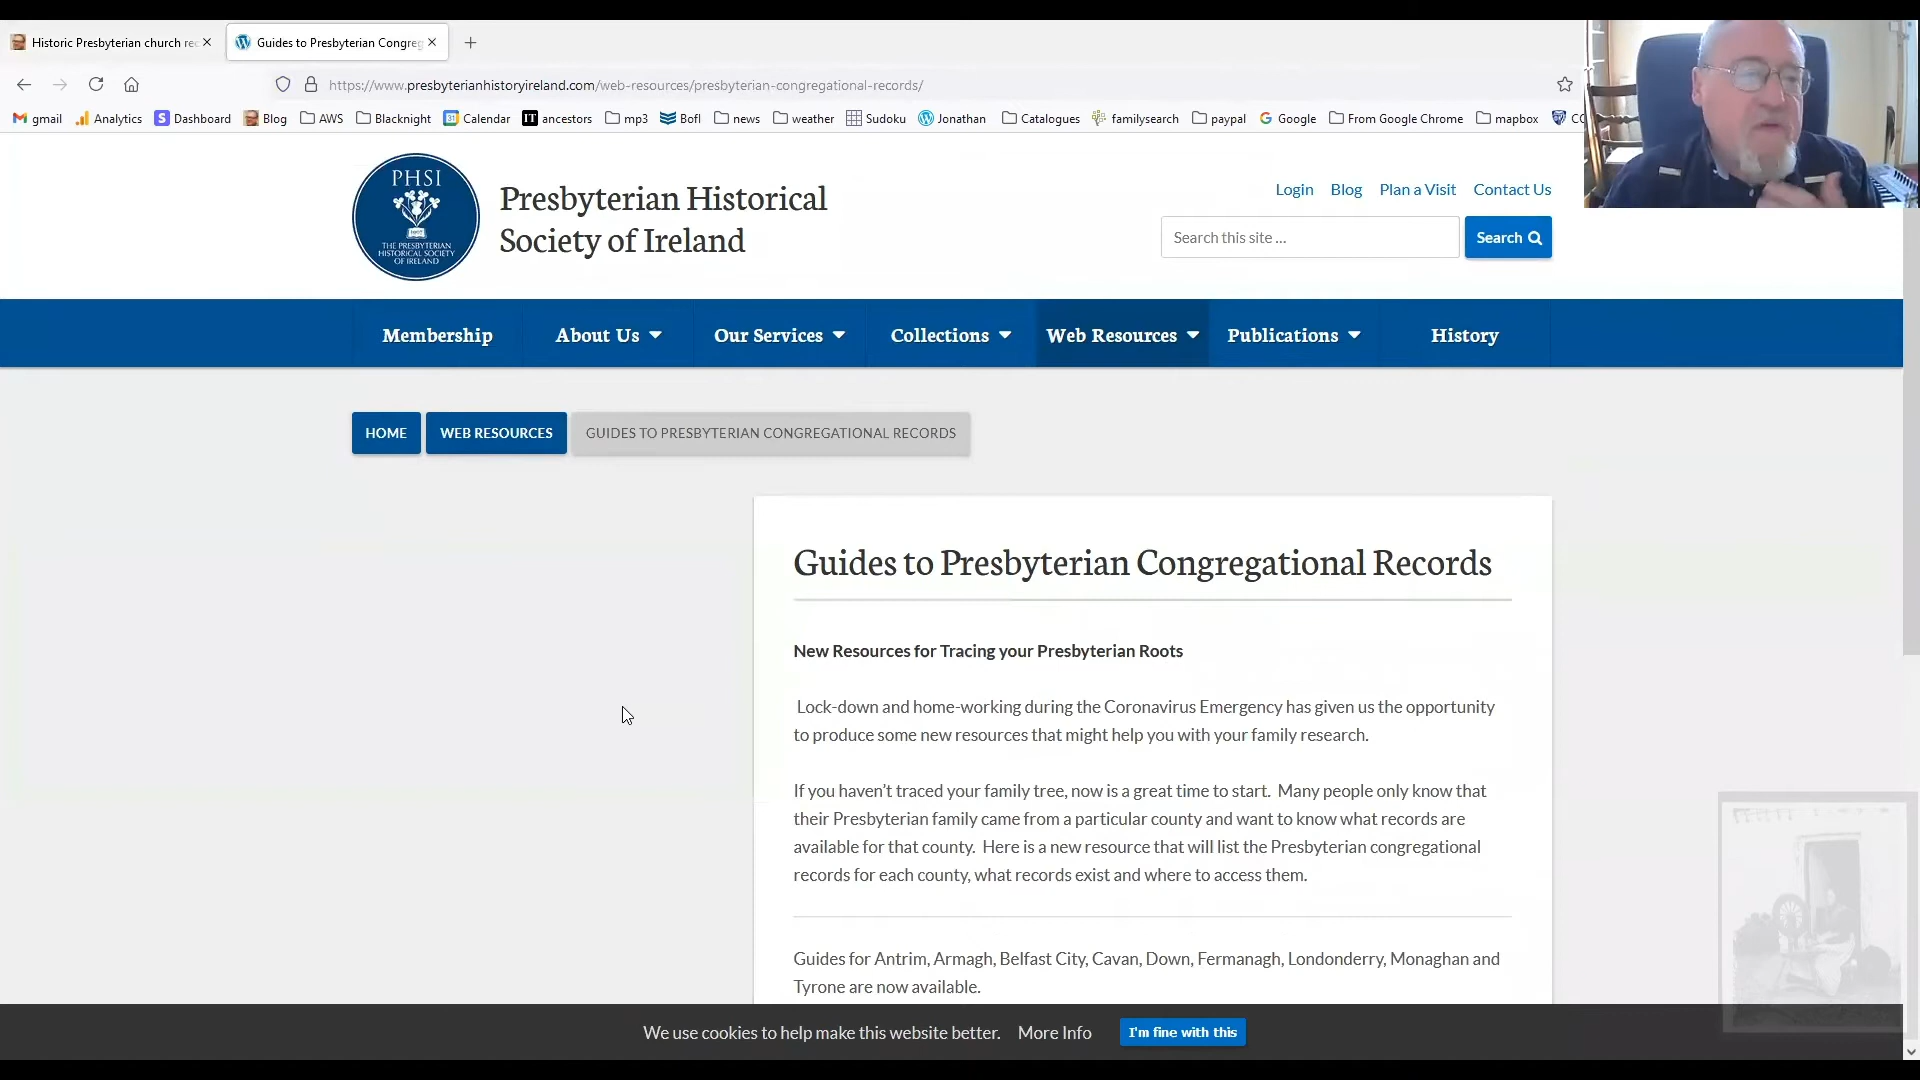 Historic Presbyterian church rec
Guides to Presbyterian Congreg
https://www.presbyterianhistoryireland.com/web-resources/presbyterian-congregational-records/
gmail Analytics Dashboard Blog AWS Blacknight Calendar ancestors mp3 BofI news weather Sudoku Jonathan Catalogues familysearch paypal Google From Google Chrome mapbox CC
PHSI
THE PRESBYTERIAN
HISTORICAL SOCIETY
OF IRELAND
Presbyterian Historical
Society of Ireland
Login Blog Plan a Visit Contact Us
Search this site ...
Search
Membership About Us Our Services Collections Web Resources Publications History
HOME WEB RESOURCES GUIDES TO PRESBYTERIAN CONGREGATIONAL RECORDS
Guides to Presbyterian Congregational Records
New Resources for Tracing your Presbyterian Roots
Lock-down and home-working during the Coronavirus Emergency has given us the opportunity
to produce some new resources that might help you with your family research.
If you haven’t traced your family tree, now is a great time to start. Many people only know that
their Presbyterian family came from a particular county and want to know what records are
available for that county. Here is a new resource that will list the Presbyterian congregational
records for each county, what records exist and where to access them.
Guides for Antrim, Armagh, Belfast City, Cavan, Down, Fermanagh, Londonderry, Monaghan and
Tyrone are now available.
We use cookies to help make this website better. More Info I'm fine with this